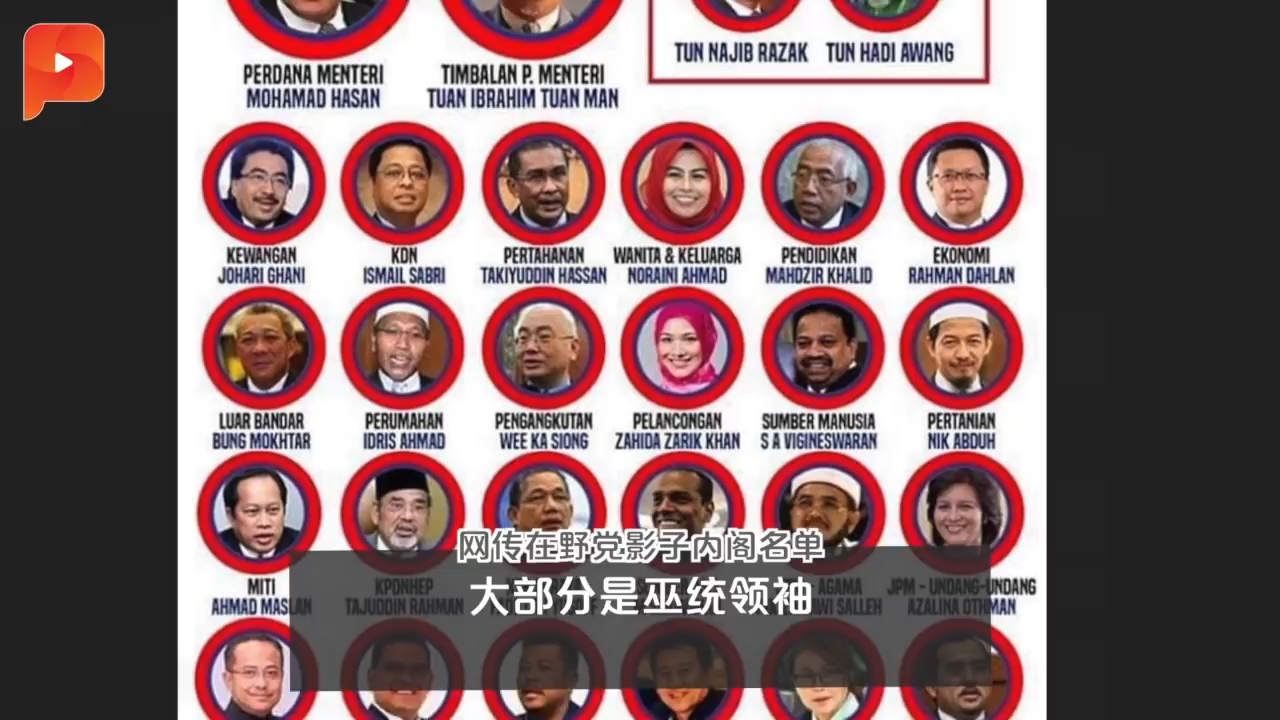 TUN NAJIB RAZAK TUN HADI AWANG
PERDANA MENTERI TIMBALAN P. MENTERI
MOHAMAD HASAN TUAN IBRAHIM TUAN MAN
KEWANGAN KDN PERTAHANAN WANITA & KELUARGA PENDIDIKAN EKONOMI
JOHARI GHANI ISMAIL SABRI TAKIYUDDIN HASSAN NORAINI AHMAD MAHDZIR KHALID RAHMAN DAHLAN
LUAR BANDAR PERUMAHAN PENGANGKUTAN PELANCONGAN SUMBER MANUSIA PERTANIAN
BUNG MOKHTAR IDRIS AHMAD WEE KA SIONG ZAHIDA ZARIK KHAN S A VIGINESWARAN NIK ABDUH
网传在野党影子内阁名单
MITI KPDNHEP AGAMA JPM - UNDANG-UNDANG
AHMAD MASLAN TAJUDDIN RAHMAN SALLEH AZALINA OTHMAN
大部分是巫统领袖